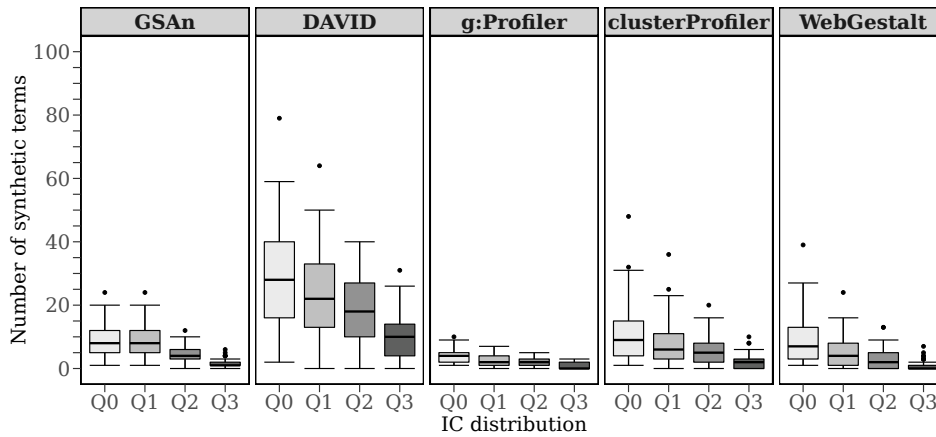 GSAn DAVID g:Profiler clusterProfiler WebGestalt
Number of synthetic terms
100
80
60
40
20
0
Q0 Q1 Q2 Q3 Q0 Q1 Q2 Q3 Q0 Q1 Q2 Q3 Q0 Q1 Q2 Q3 Q0 Q1 Q2 Q3
IC distribution